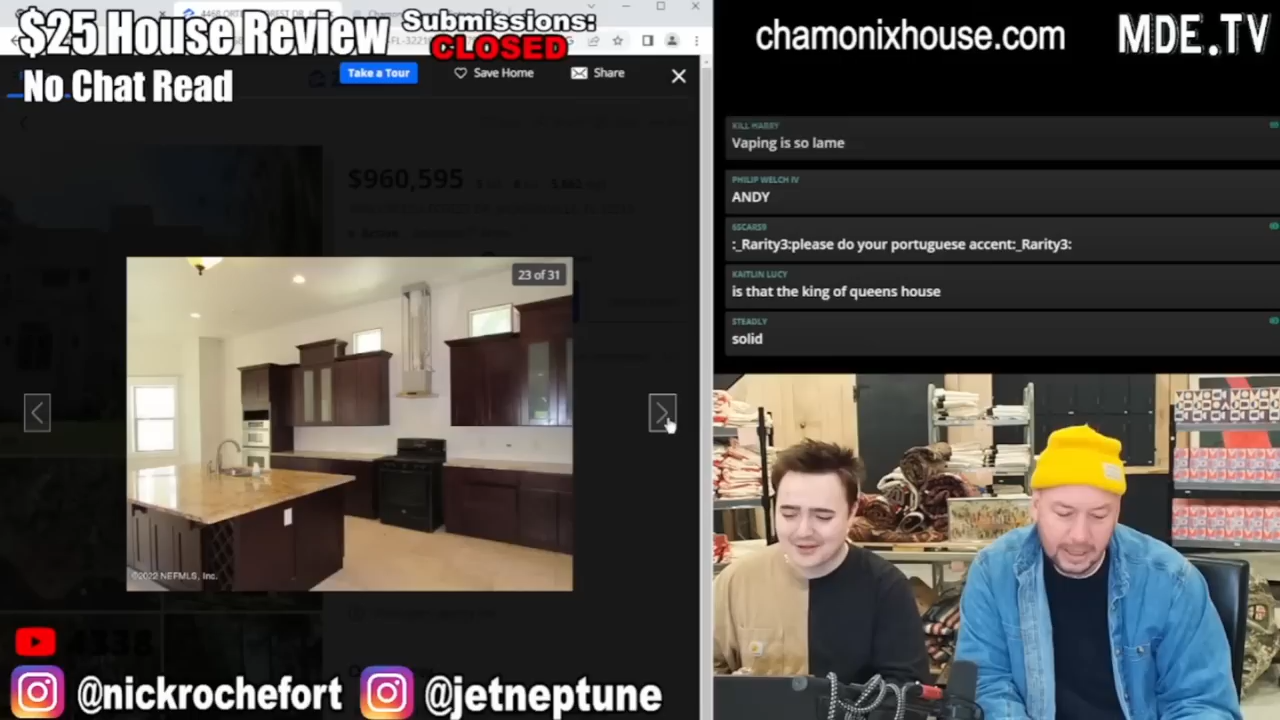 $25 House Review
Submissions:
CLOSED
No Chat Read
Take a Tour
Save Home
Share
$960,595
23 of 31
©2022 NEFMLS, Inc.
4338
@nickrochefort
@jetneptune
chamonixhouse.com
MDE.TV
KILL HARRY
Vaping is so lame
PHILIP WELCH IV
ANDY
6SCARS9
:_Rarity3:please do your portuguese accent:_Rarity3:
KAITLIN LUCY
is that the king of queens house
STEADLY
solid